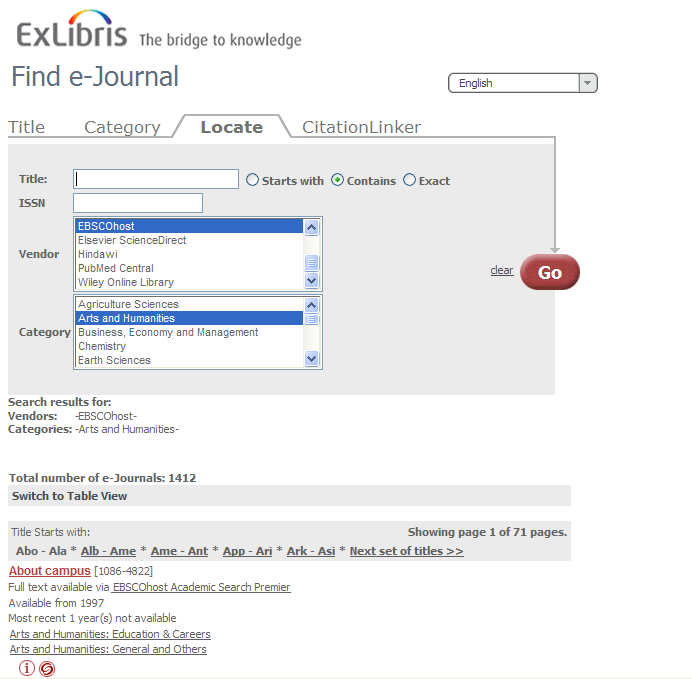 ExLibris The bridge to knowledge
Find e-Journal
English
Title Category Locate CitationLinker
Title: Starts with Contains Exact
ISSN
Vendor
EBSCOhost
Elsevier ScienceDirect
Hindawi
PubMed Central
Wiley Online Library
clear Go
Category
Agriculture Sciences
Arts and Humanities
Business, Economy and Management
Chemistry
Earth Sciences
Search results for:
Vendors: -EBSCOhost-
Categories: -Arts and Humanities-
Total number of e-Journals: 1412
Switch to Table View
Title Starts with: Showing page 1 of 71 pages.
Abo - Ala * Alb - Ame * Ame - Ant * App - Ari * Ark - Asi * Next set of titles >>
About campus [1086-4822]
Full text available via EBSCOhost Academic Search Premier
Available from 1997
Most recent 1 year(s) not available
Arts and Humanities: Education & Careers
Arts and Humanities: General and Others
i S